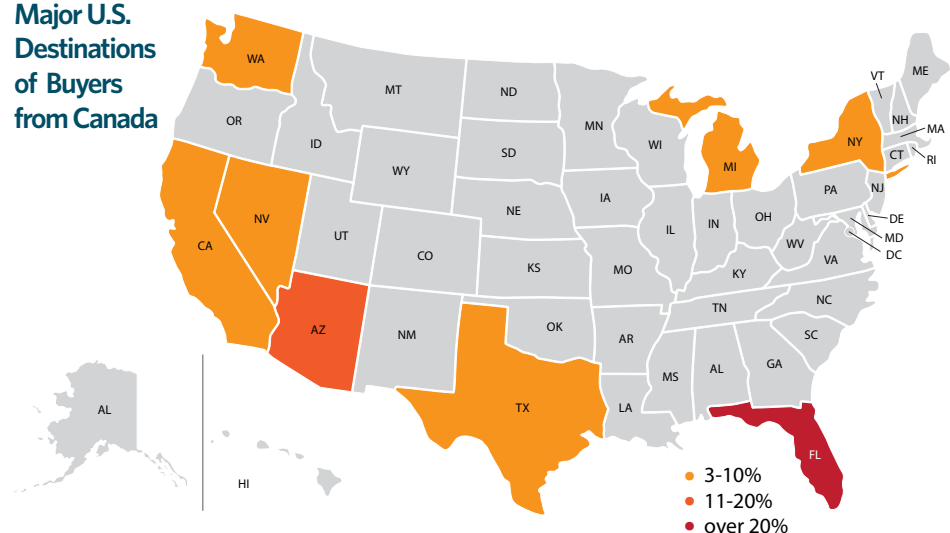 Major U.S.
Destinations
of Buyers
from Canada
WA
MT
ND
VT
ME
OR
ID
MN
NH
MA
WI
NY
CT
RI
SD
WY
MI
NV
IA
PA
NJ
NE
CA
UT
IL
IN
OH
DE
CO
MD
WV
DC
KS
MO
VA
KY
AZ
NM
OK
TN
NC
AR
SC
MS
AL
GA
TX
LA
AL
FL
HI
3-10%
11-20%
over 20%